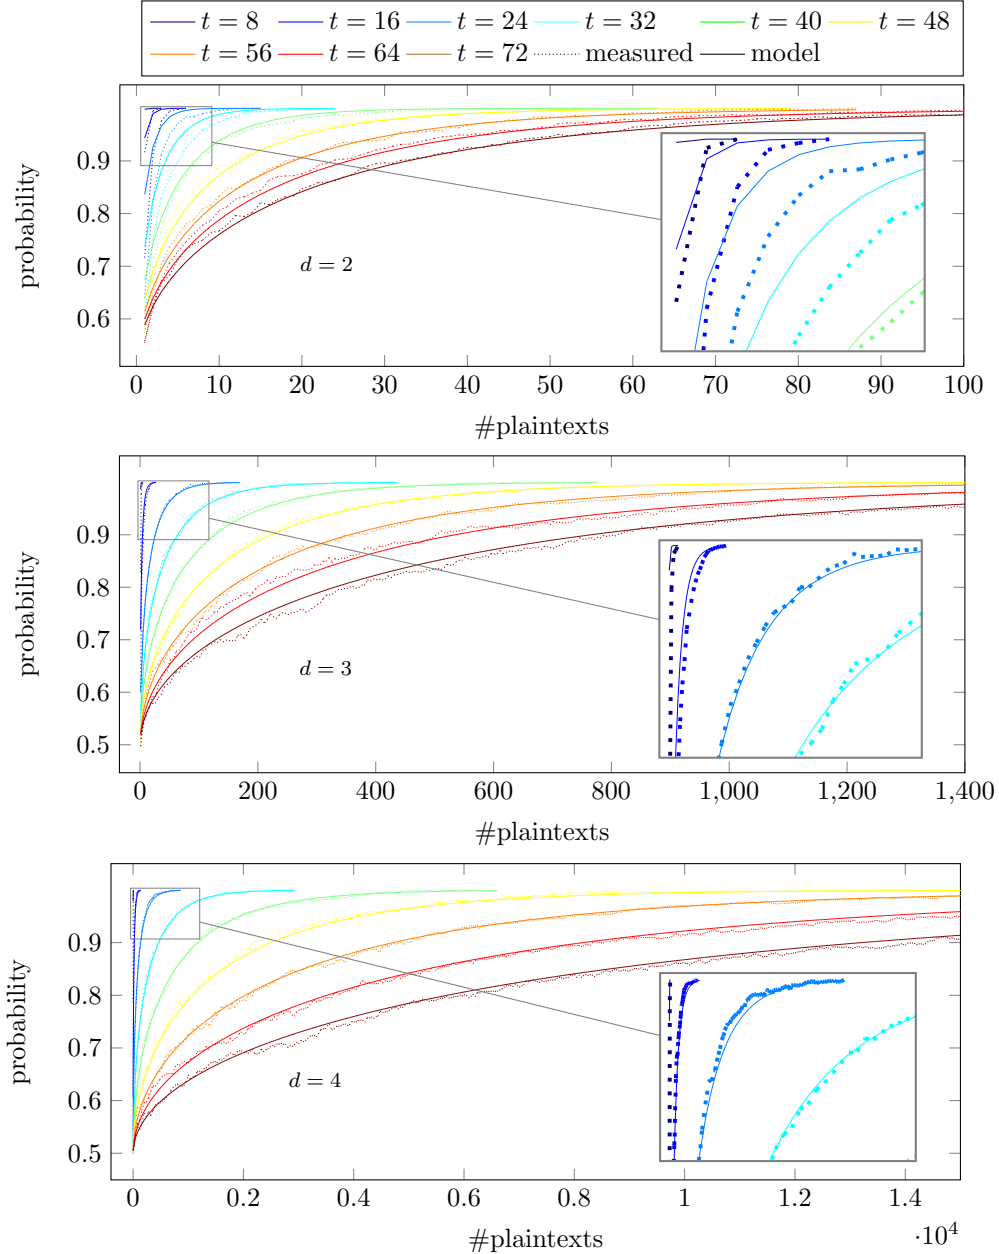 t = 8 t = 16 t = 24 t = 32 t = 40 t = 48
t = 56 t = 64 t = 72 measured model
probability
0.9
0.8
0.7
0.6
d = 2
0 10 20 30 40 50 60 70 80 90 100
#plaintexts
probability
0.9
0.8
0.7
0.6
0.5
d = 3
0 200 400 600 800 1,000 1,200 1,400
#plaintexts
probability
0.9
0.8
0.7
0.6
0.5
d = 4
0 0.2 0.4 0.6 0.8 1 1.2 1.4
#plaintexts
·10⁴